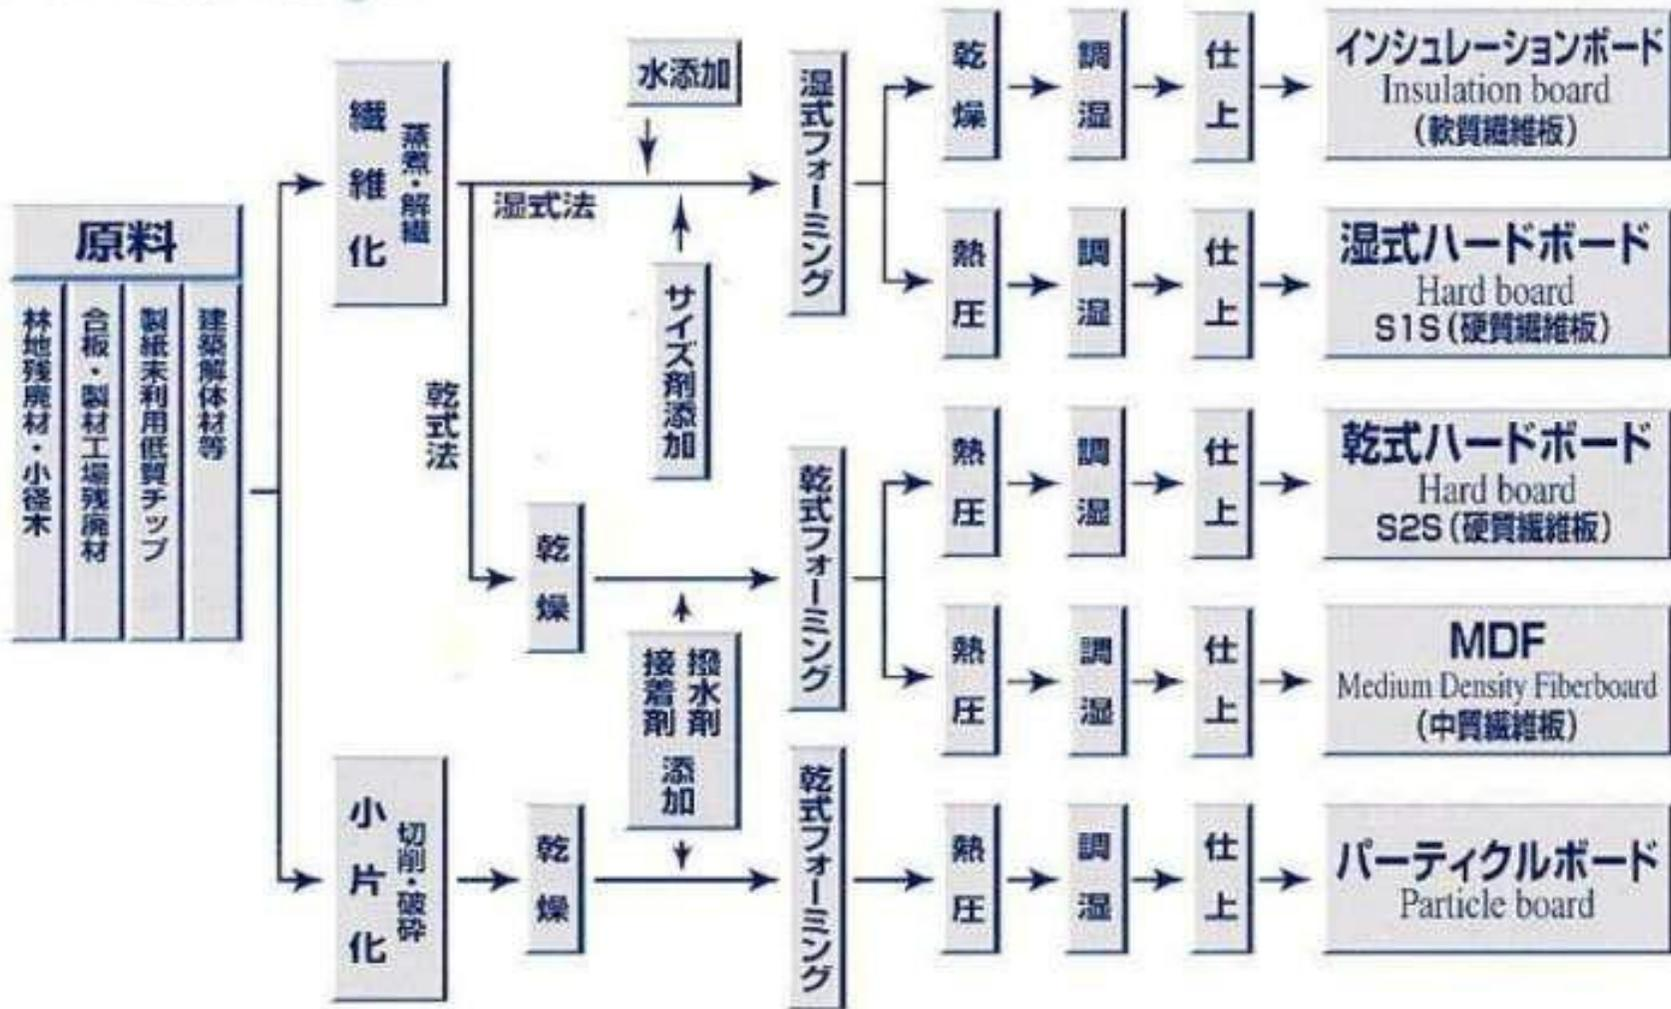 原料
林地残廃材・小径木
合板・製材工場残廃材
製紙未利用低質チップ
建築解体材等
繊維化
蒸煮・解繊
湿式法
乾式法
水添加
サイズ剤添加
湿式フォーミング
乾燥
調湿
仕上
インシュレーションボード
Insulation board
(軟質繊維板)
熱圧
調湿
仕上
湿式ハードボード
Hard board
S1S(硬質繊維板)
乾燥
接着剤
撥水剤
添加
乾式フォーミング
熱圧
調湿
仕上
乾式ハードボード
Hard board
S2S(硬質繊維板)
熱圧
調湿
仕上
MDF
Medium Density Fiberboard
(中質繊維板)
小片化
切削・破砕
乾燥
乾式フォーミング
熱圧
調湿
仕上
パーティクルボード
Particle board